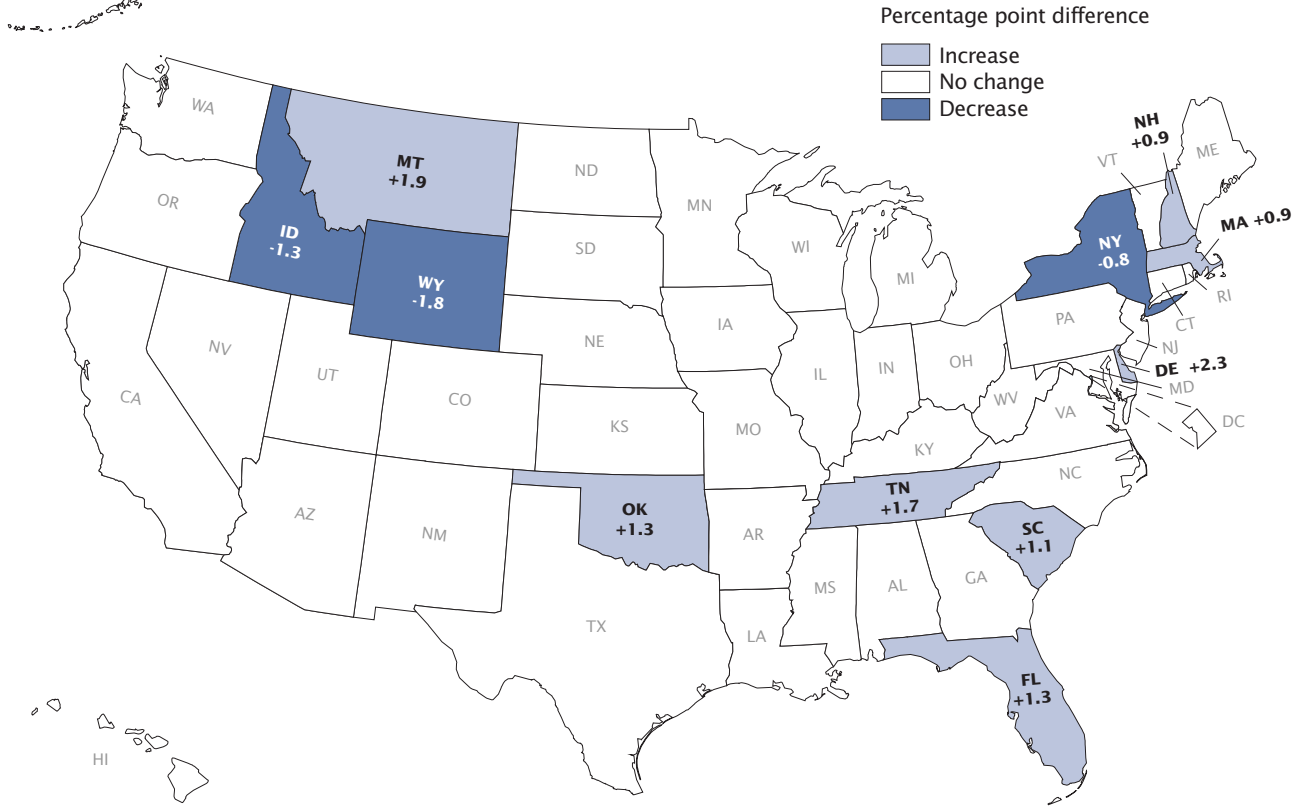 Percentage point difference
Increase
No change
Decrease
WA
MT
+1.9
ND
MN
OR
ID
-1.3
WY
-1.8
SD
WI
MI
NY
-0.8
VT
NH
+0.9
ME
MA +0.9
RI
CT
NJ
PA
DE +2.3
MD
DC
NV
CA
UT
CO
NE
IA
IL
IN
OH
WV
VA
KS
MO
KY
NC
AZ
NM
OK
+1.3
AR
TN
+1.7
SC
+1.1
MS
AL
GA
TX
LA
FL
+1.3
HI